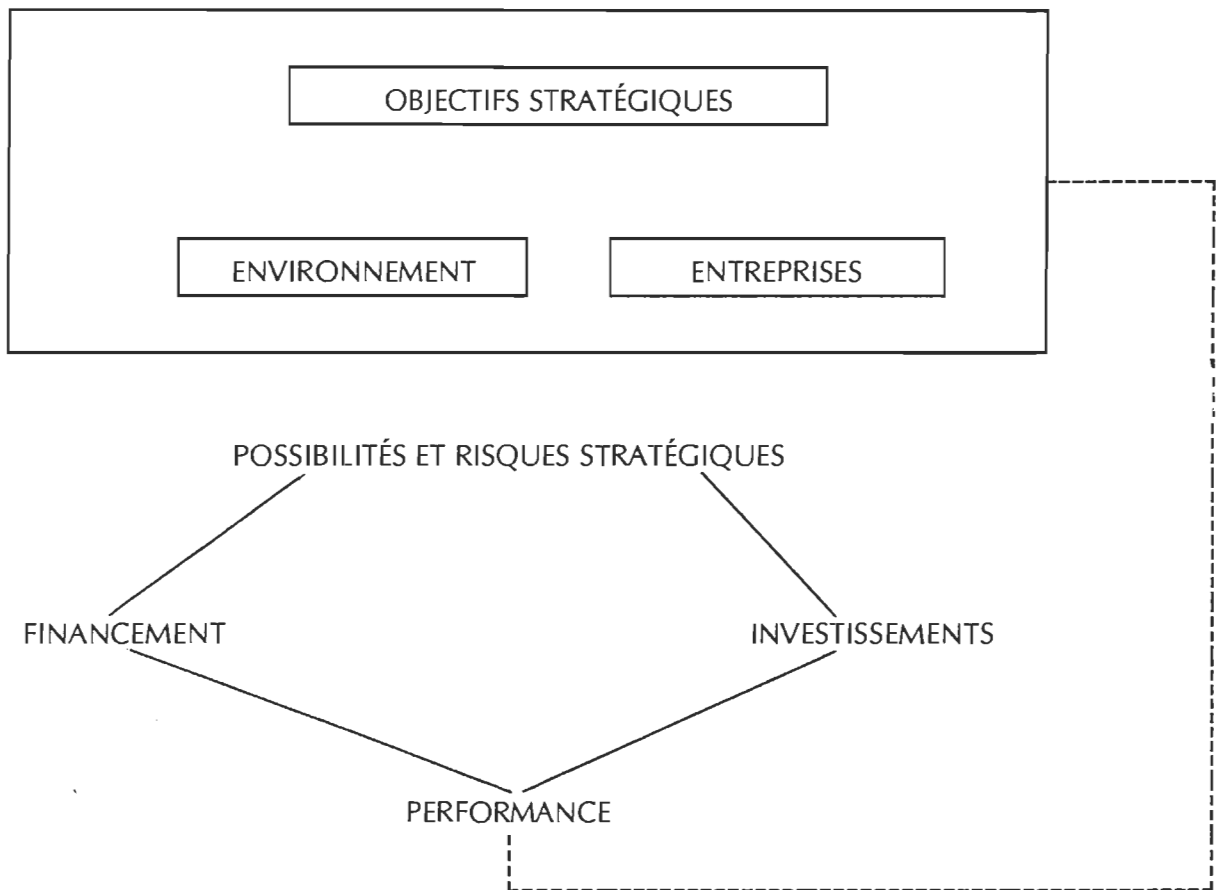 OBJECTIFS STRATÉGIQUES
ENVIRONNEMENT
ENTREPRISES
POSSIBILITÉS ET RISQUES STRATÉGIQUES
FINANCEMENT
INVESTISSEMENTS
PERFORMANCE